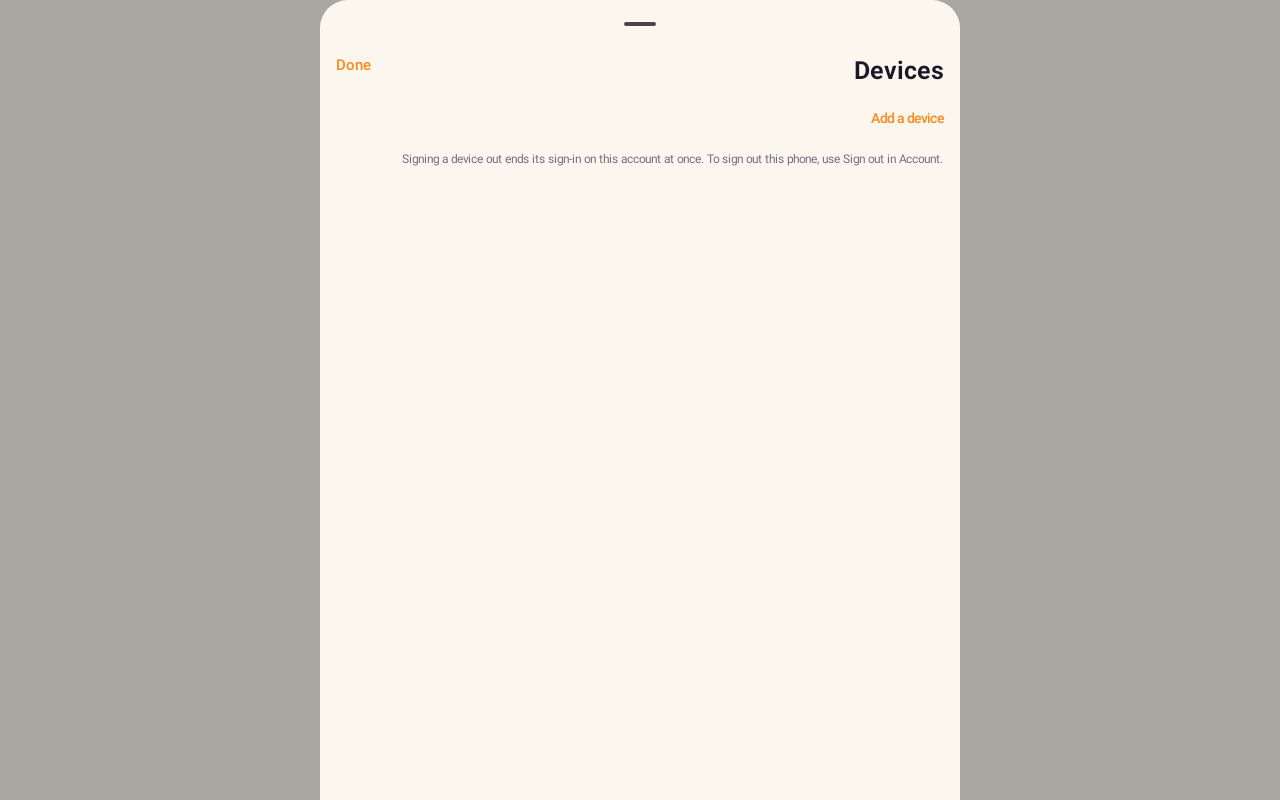 Devices
Done
Add a device
Signing a device out ends its sign-in on this account at once. To sign out this phone, use Sign out in Account.